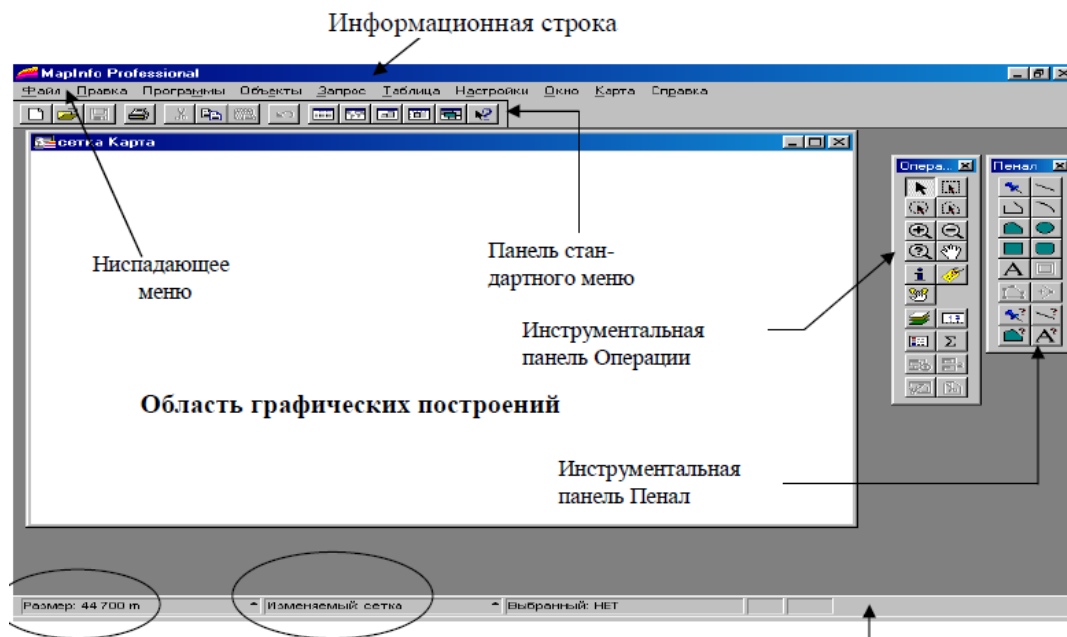 Информационная строка
MapInfo Professional
Файл Правка Программы Объекты Запрос Таблица Настройки Окно Карта Справка
сетка Карта
Опера...
Пенал
Ниспадающее
меню
Панель стан-
дартного меню
Инструментальная
панель Операции
Область графических построений
Инструментальная
панель Пенал
Размер: 44 700 m
Изменяемый: сетка
Выбранный: НЕТ